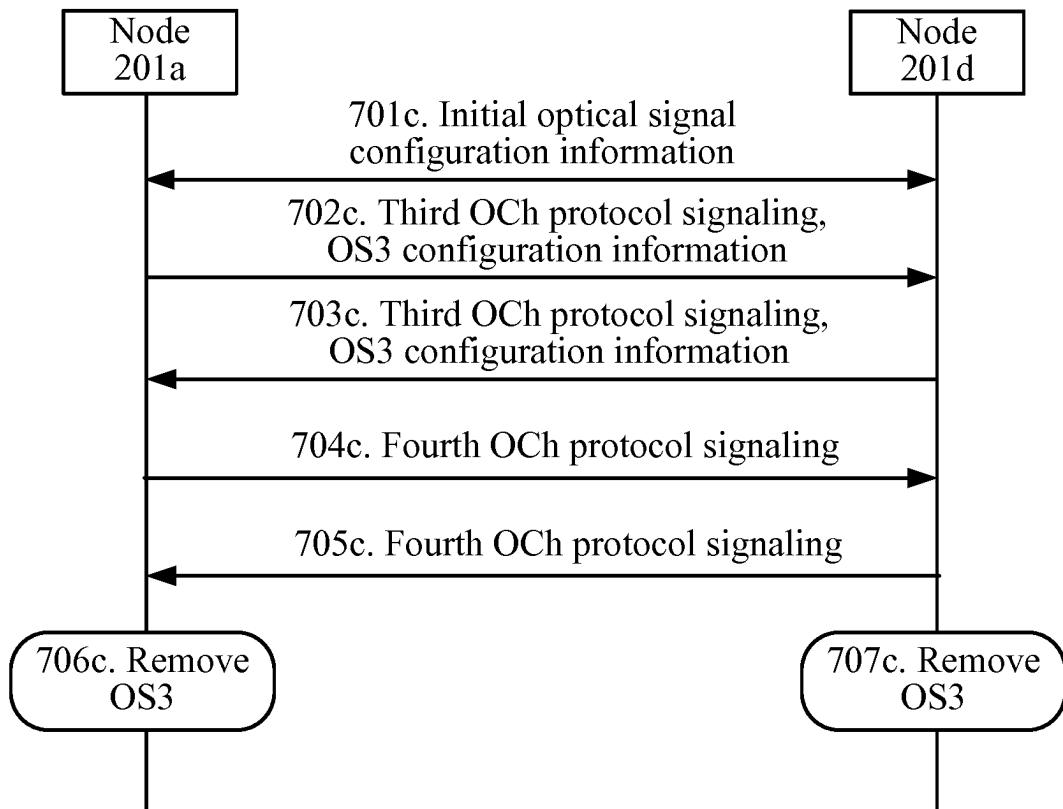 Node
201a
Node
201d
701c. Initial optical signal
configuration information
702c. Third OCh protocol signaling,
OS3 configuration information
703c. Third OCh protocol signaling,
OS3 configuration information
704c. Fourth OCh protocol signaling
705c. Fourth OCh protocol signaling
706c. Remove
OS3
707c. Remove
OS3